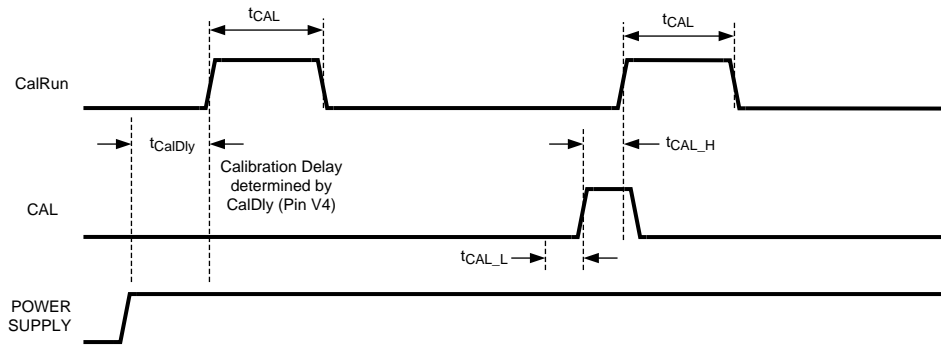 tCAL
tCAL
CalRun
tCalDly
tCAL_H
Calibration Delay
determined by
CalDly (Pin V4)
CAL
tCAL_L
POWER
SUPPLY